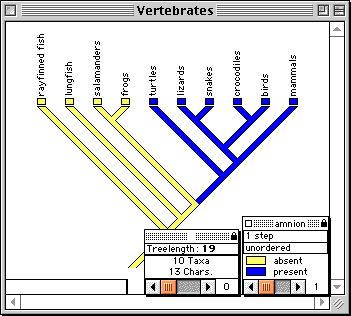 Vertebrates
rayfinned fish
lungfish
salamanders
frogs
turtles
lizards
snakes
crocodiles
birds
mammals
Treelength: 19
10 Taxa
13 Chars.
0
amnion
1 step
unordered
absent
present
1